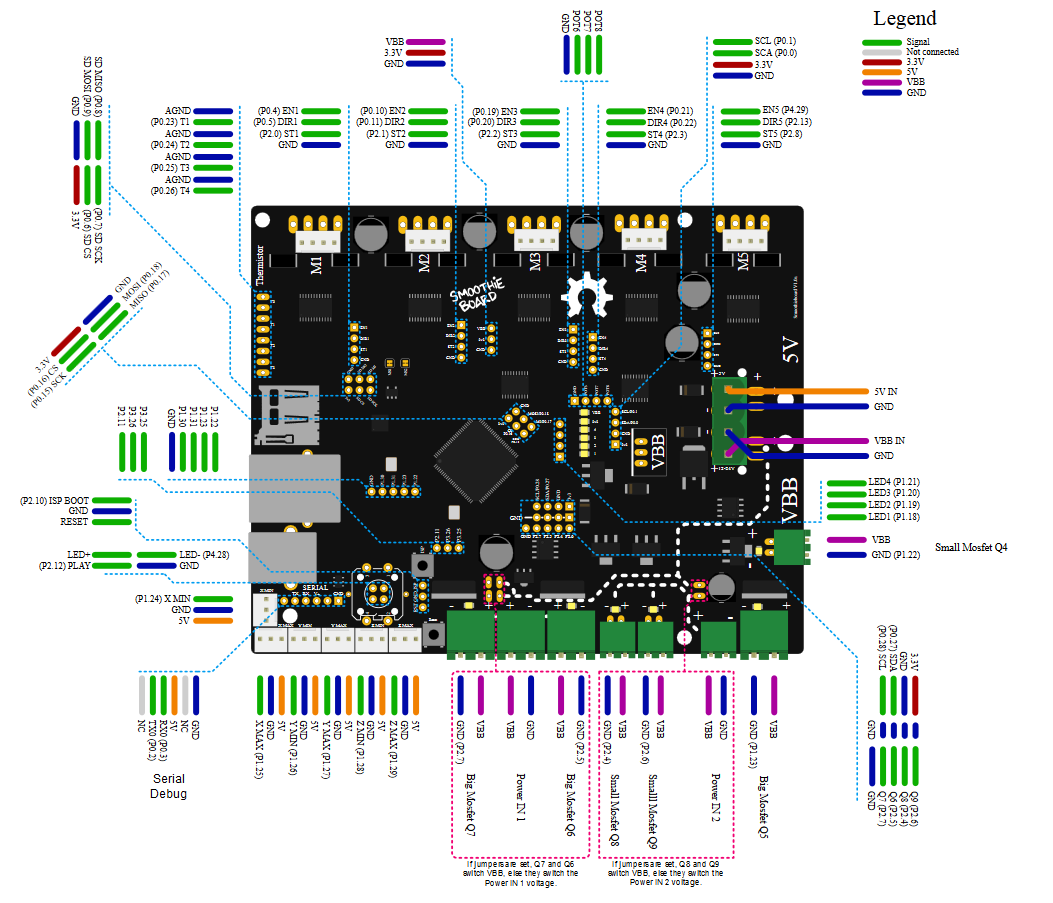 Legend
Signal
Not connected
3.3V
5V
VBB
GND
VBB
3.3V
GND
GND
POT6
POT7
POT8
SCL (P0.1)
SCA (P0.0)
3.3V
GND
SD MOSI (P0.9)
SD MISO (P0.8)
GND
3.3V
(P0.6) SD CS
(P0.7) SD SCK
AGND
(P0.23) T1
AGND
(P0.24) T2
AGND
(P0.25) T3
AGND
(P0.26) T4
(P0.4) EN1
(P0.5) DIR1
(P2.0) ST1
GND
(P0.10) EN2
(P0.11) DIR2
(P2.1) ST2
GND
(P0.19) EN3
(P0.20) DIR3
(P2.2) ST3
GND
EN4 (P0.21)
DIR4 (P0.22)
ST4 (P2.3)
GND
EN5 (P4.29)
DIR5 (P2.13)
ST5 (P2.8)
GND
GND
MOSI (P0.18)
MISO (P0.17)
3.3V
(P0.16) CS
(P0.15) SCK
Thermistor
M1
M2
M3
M4
M5
SMOOTHIE
BOARD
5V
VBB
VBB
5V IN
GND
VBB IN
GND
P2.11
P3.26
P3.25
GND
P1.30
P1.31
P1.23
P1.22
(P2.10) ISP BOOT
GND
RESET
LED+
LED- (P4.28)
(P2.12) PLAY
GND
(P1.24) X MIN
GND
5V
SERIAL
LED4 (P1.21)
LED3 (P1.20)
LED2 (P1.19)
LED1 (P1.18)
VBB
GND (P1.22)
Small Mosfet Q4
NC
TX0 (P0.2)
RX0 (P0.3)
5V
NC
GND
Serial
Debug
X MAX (P1.25)
GND
5V
Y MIN (P1.26)
GND
5V
Y MAX (P1.27)
GND
5V
Z MIN (P1.28)
GND
5V
Z MAX (P1.29)
GND
5V
GND (P2.7)
VBB
VBB
GND
VBB
GND (P2.5)
Big Mosfet Q7
Power IN 1
Big Mosfet Q6
GND (P2.4)
VBB
GND (P2.6)
VBB
VBB
GND
Small Mosfet Q8
Small Mosfet Q9
Power IN 2
GND (P1.23)
VBB
Big Mosfet Q5
If jumpers are set, Q7 and Q6
switch VBB, else they switch the
Power IN 1 voltage.
If jumpers are set, Q8 and Q9
switch VBB, else they switch the
Power IN 2 voltage.
(P0.28) SCL
(P0.27) SDA
GND
3.3V
GND
GND
Q7 (P2.7)
Q6 (P2.5)
Q8 (P2.4)
Q9 (P2.6)